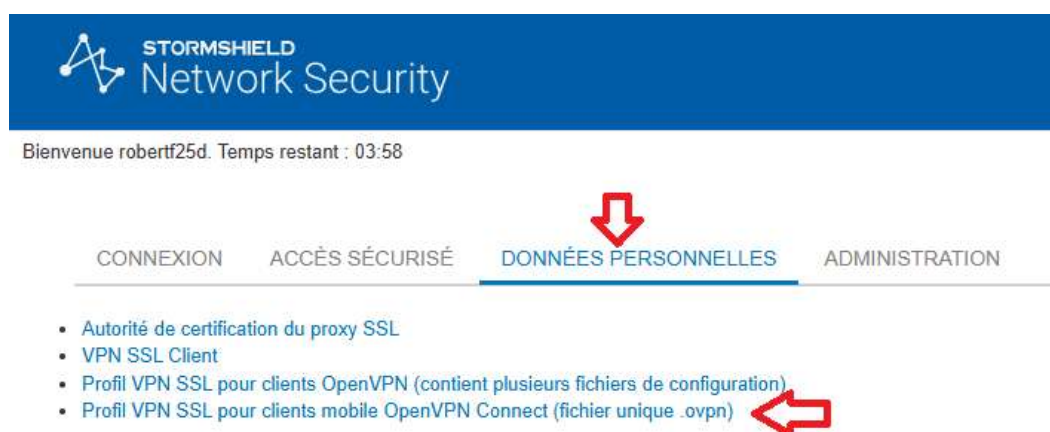 STORMSHIELD
Network Security
Bienvenue robertf25d. Temps restant : 03:58
CONNEXION ACCÈS SÉCURISÉ DONNÉES PERSONNELLES ADMINISTRATION
• Autorité de certification du proxy SSL
• VPN SSL Client
• Profil VPN SSL pour clients OpenVPN (contient plusieurs fichiers de configuration)
• Profil VPN SSL pour clients mobile OpenVPN Connect (fichier unique .ovpn)